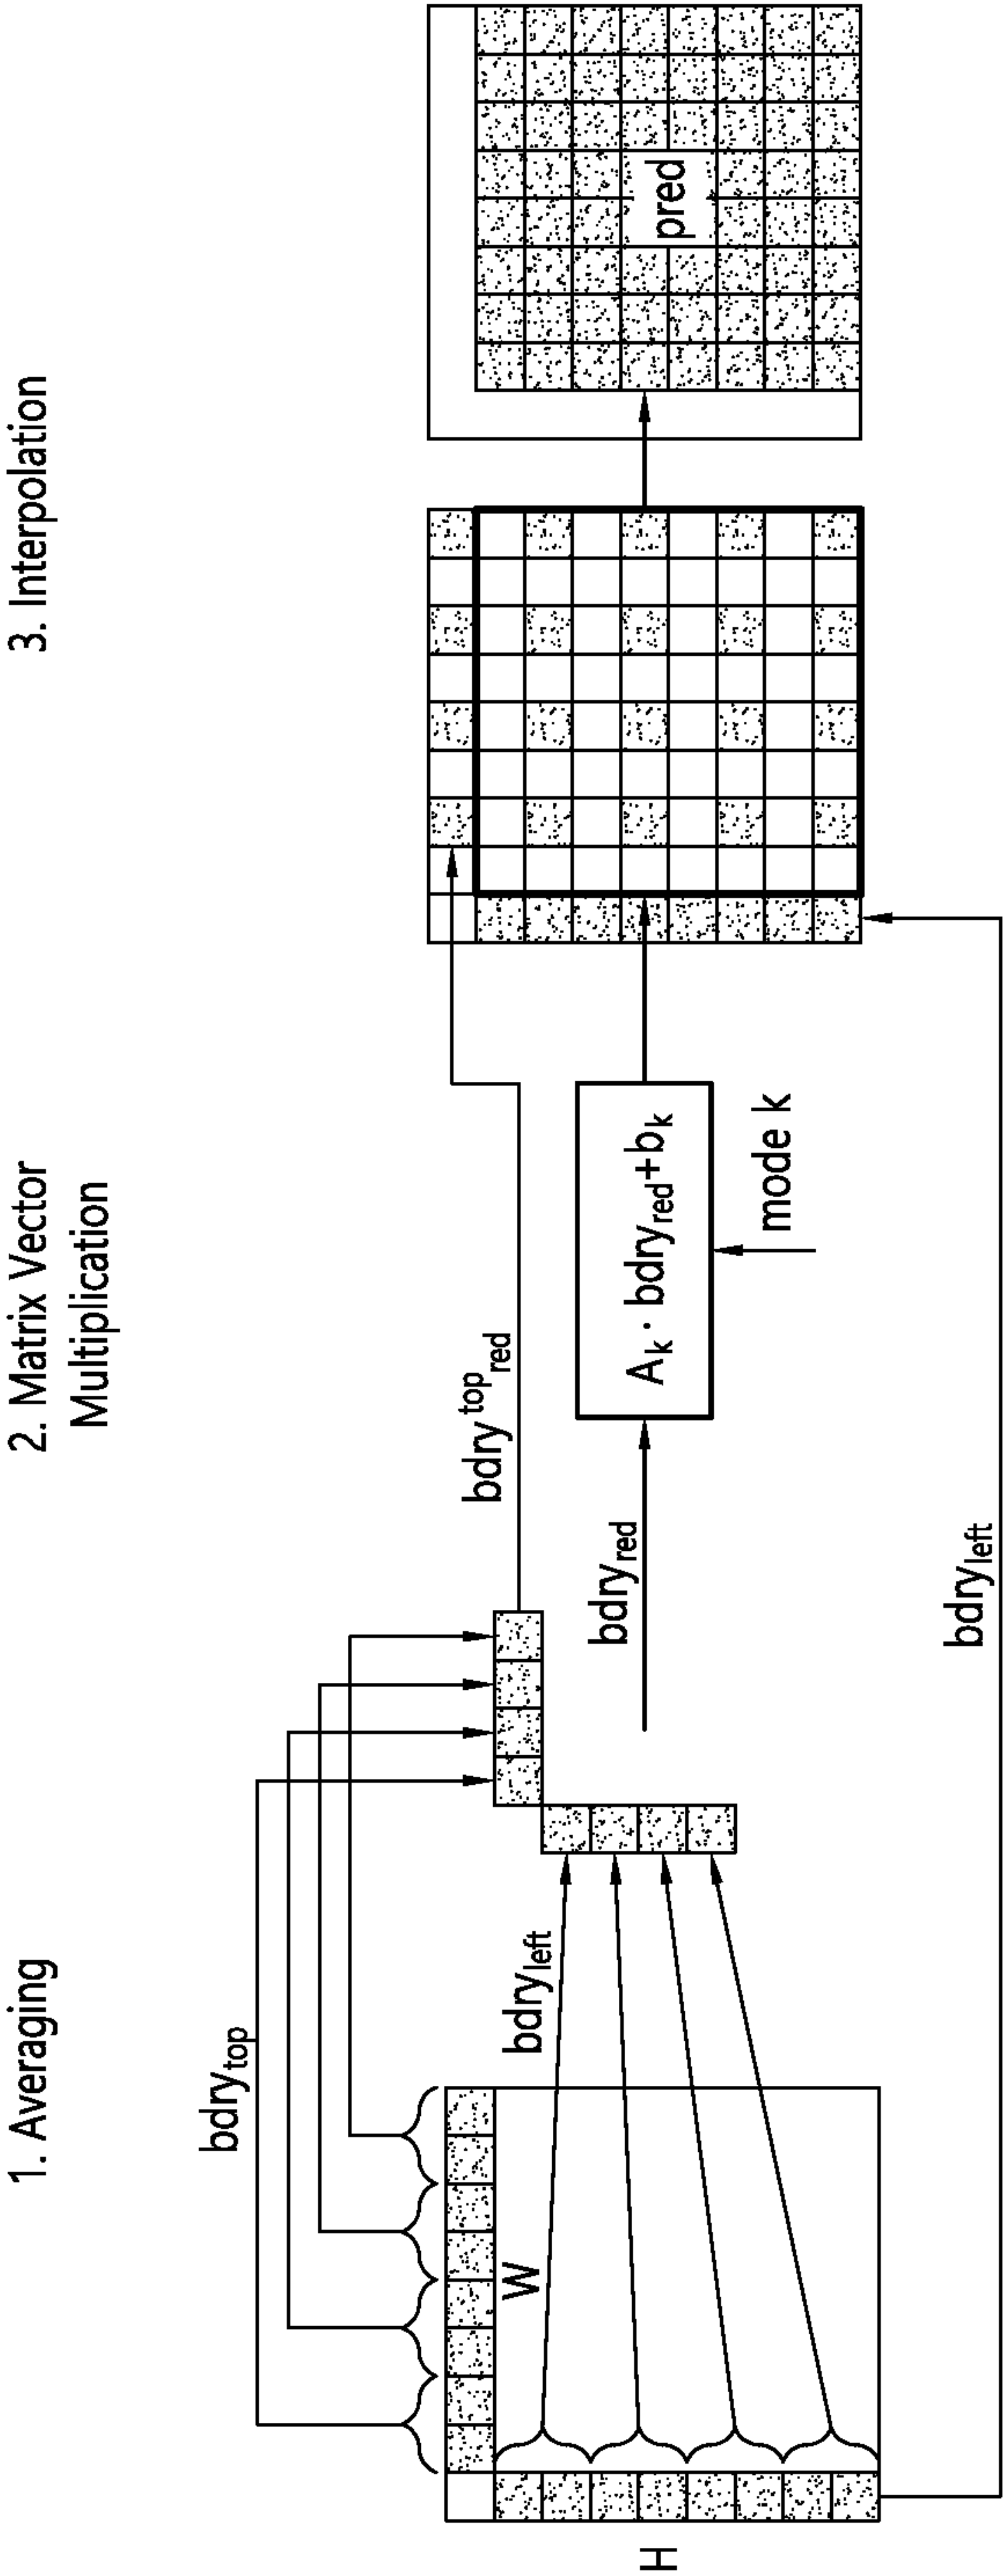 1. Averaging
2. Matrix Vector
Multiplication
3. Interpolation
bdry_top
bdry_left
W
H
bdry^top_red
bdry_red
A_k · bdry_red+b_k
mode k
bdry_left
pred